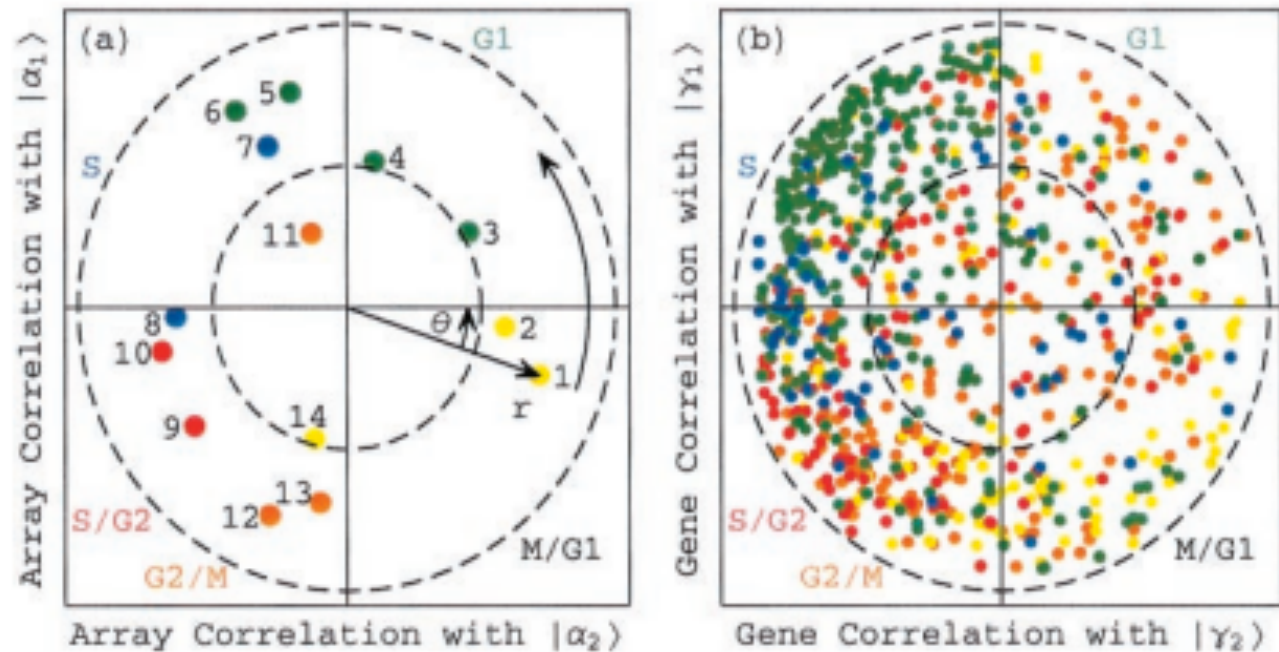 (a)
G1
5
6
7
4
S
11
3
8
θ
2
10
1
r
14
9
13
12
S/G2
M/G1
G2/M
Array Correlation with |α₁⟩
Array Correlation with |α₂⟩
(b)
G1
S
S/G2
M/G1
G2/M
Gene Correlation with |γ₁⟩
Gene Correlation with |γ₂⟩